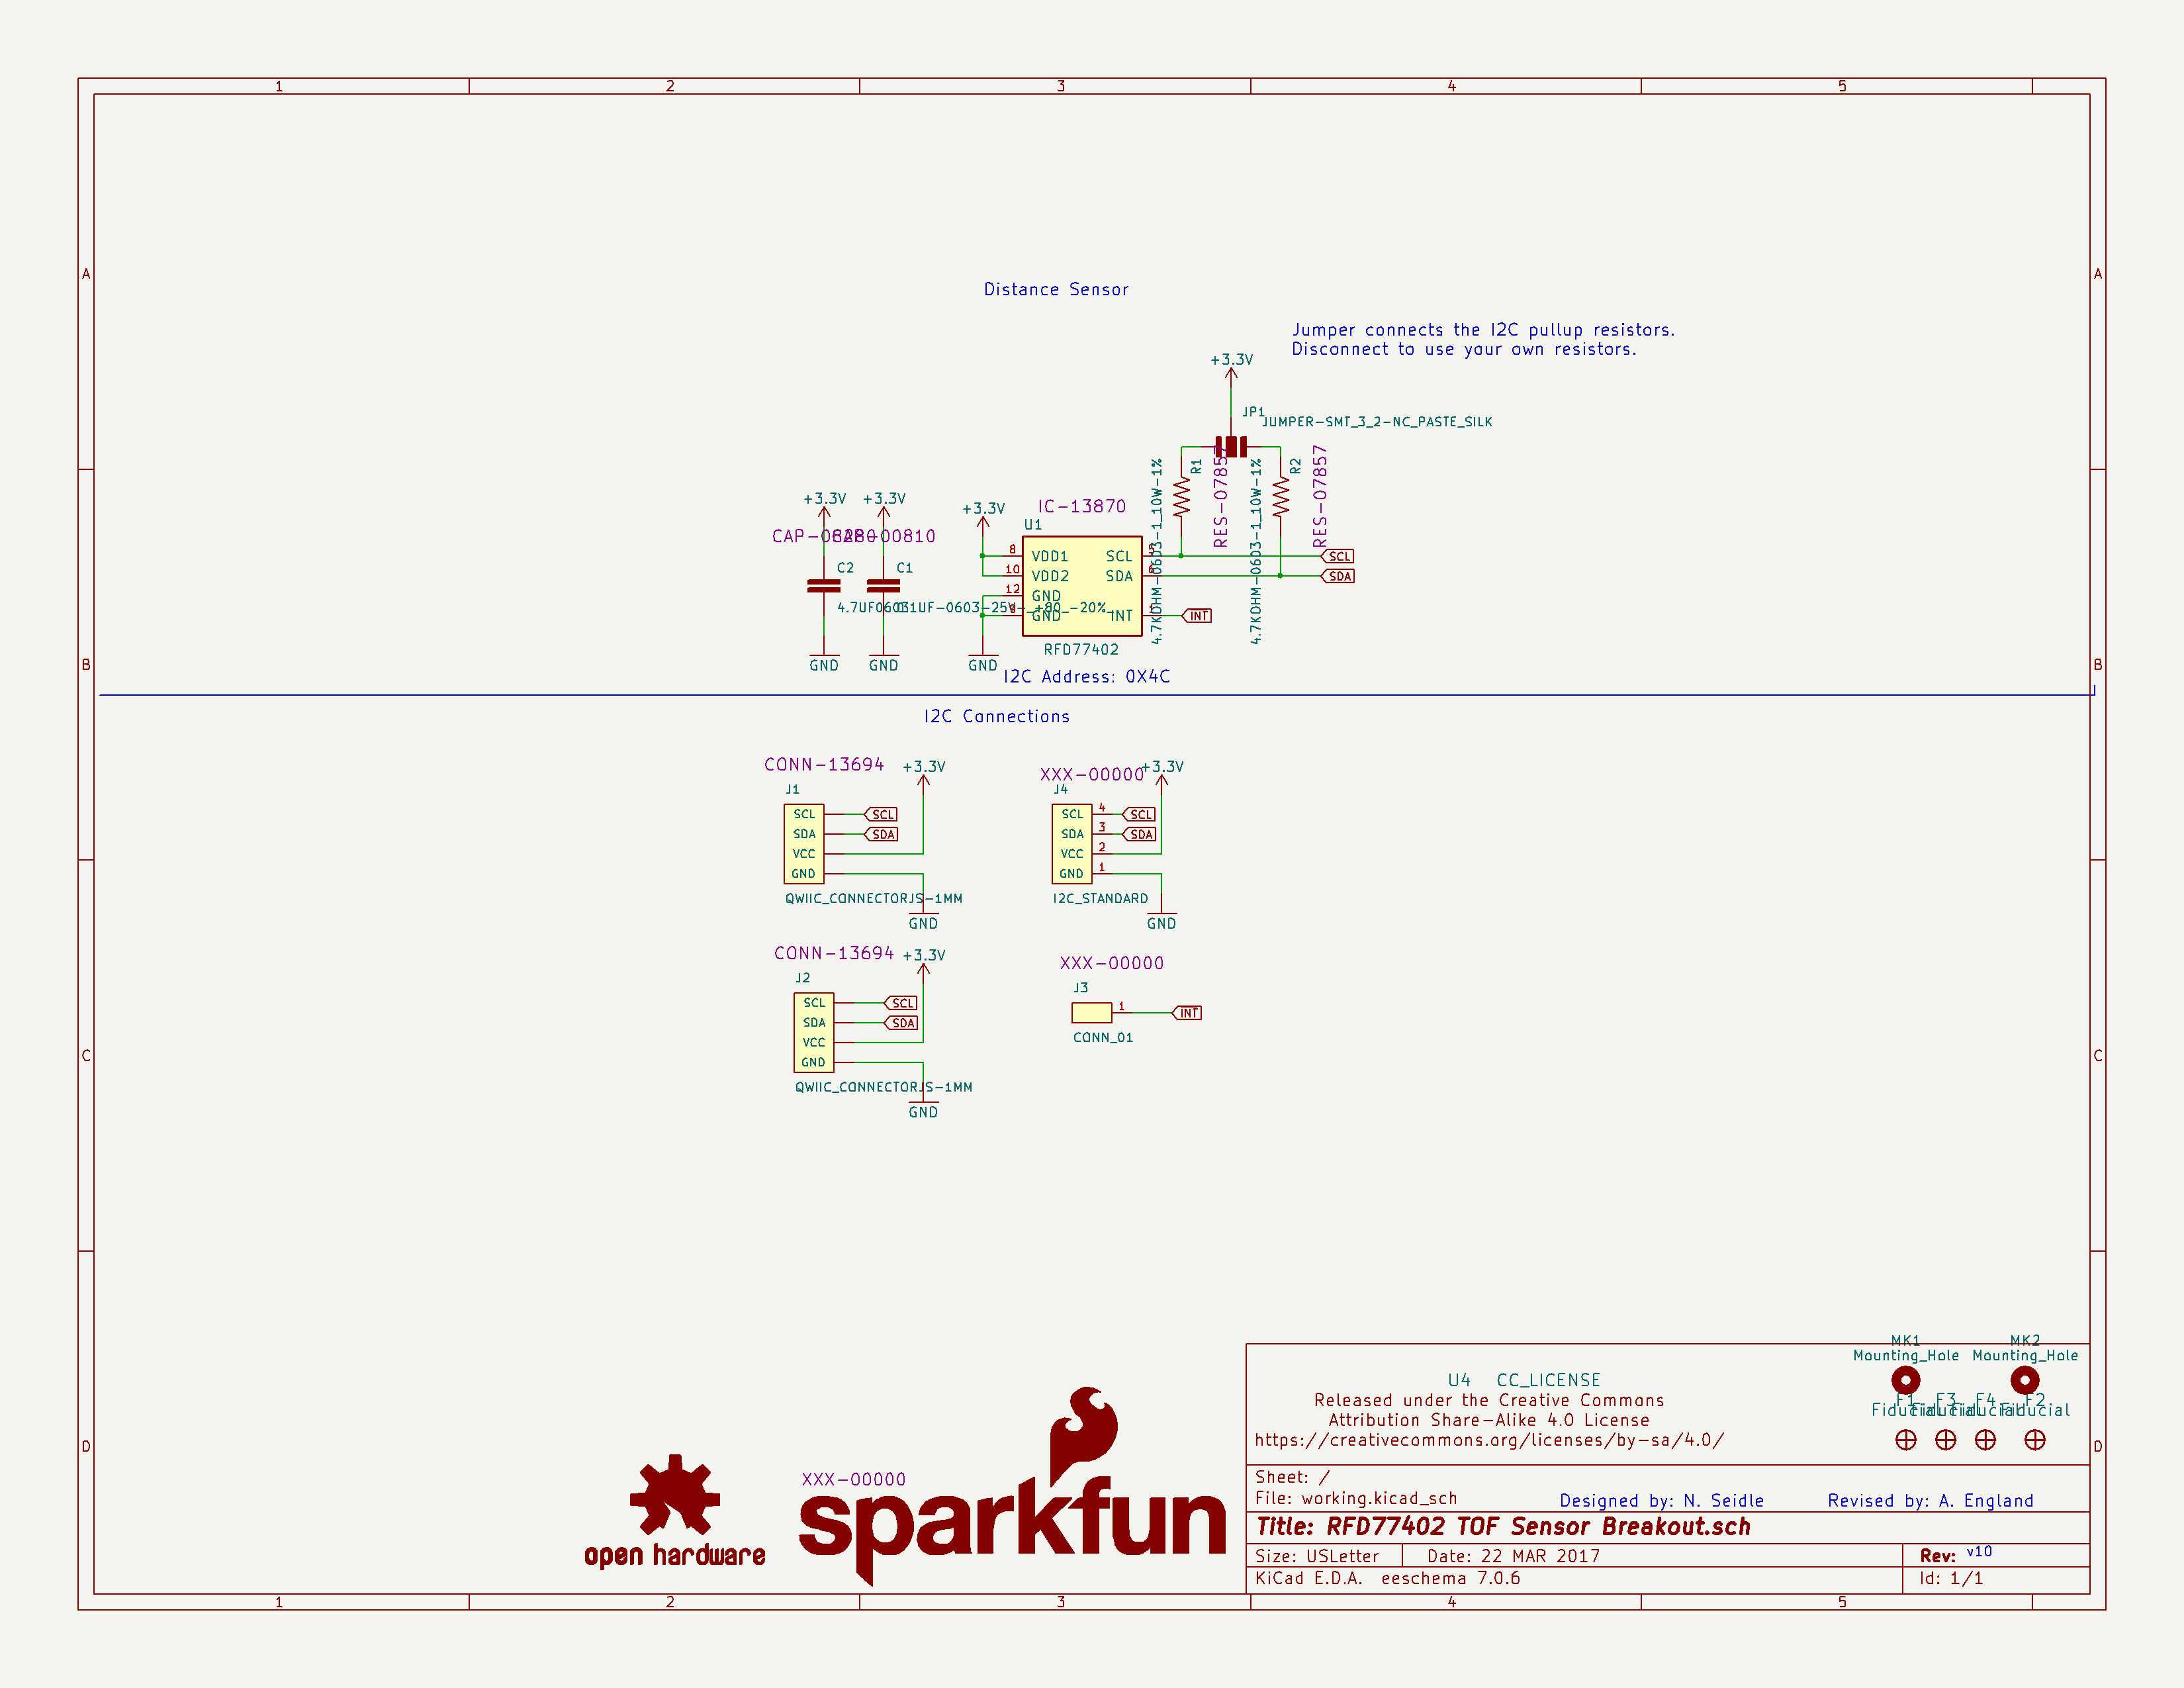 1 2 3 4 5
A A
Distance Sensor
Jumper connects the I2C pullup resistors.
Disconnect to use your own resistors.
+3.3V
JP1
JUMPER-SMT_3_2-NC_PASTE_SILK
R1
4.7KOHM-0603-1_10W-1%
RES-07857
R2
4.7KOHM-0603-1_10W-1%
RES-07857
+3.3V +3.3V +3.3V
CAP-08280
CAP-00810
C2
4.7UF0603
C1
0.1UF-0603-25V-_+80_-20%_
IC-13870
U1
8 VDD1 SCL SCL
10 VDD2 SDA SDA
12 GND
GND INT INT
RFD77402
GND GND GND
B B
I2C Address: 0X4C
I2C Connections
CONN-13694 +3.3V
J1
SCL SCL
SDA SDA
VCC
GND
QWIIC_CONNECTORJS-1MM
GND
XXX-00000 +3.3V
J4
SCL 4 SCL
SDA 3 SDA
VCC 2
GND 1
I2C_STANDARD
GND
CONN-13694 +3.3V
J2
SCL SCL
SDA SDA
VCC
GND
QWIIC_CONNECTORJS-1MM
GND
XXX-00000
J3
1 INT
CONN_01
C C
MK1 MK2
Mounting_Hole Mounting_Hole
F1 F3 F4 F2
Fiducial Fiducial Fiducial Fiducial
U4 CC_LICENSE
Released under the Creative Commons
Attribution Share-Alike 4.0 License
https://creativecommons.org/licenses/by-sa/4.0/
D D
XXX-00000
open hardware
sparkfun
Sheet: /
File: working.kicad_sch
Designed by: N. Seidle Revised by: A. England
Title: RFD77402 TOF Sensor Breakout.sch
Size: USLetter Date: 22 MAR 2017 Rev: v10
KiCad E.D.A. eeschema 7.0.6 Id: 1/1
1 2 3 4 5